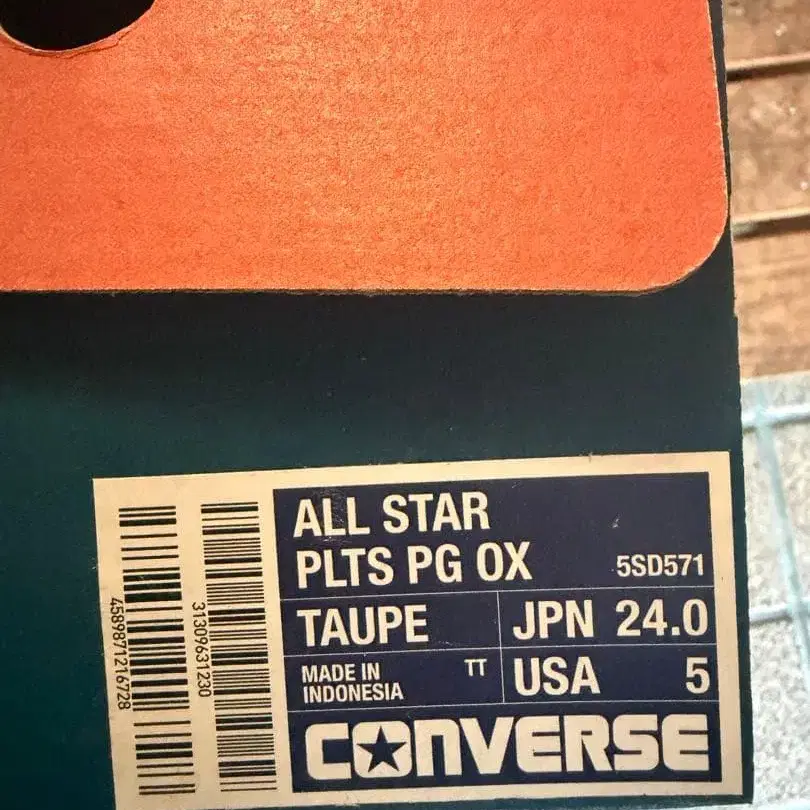 ALL STAR
PLTS PG OX 5SD571
TAUPE JPN 24.0
MADE IN INDONESIA TT USA 5
CONVERSE
4589871216728
31309631230